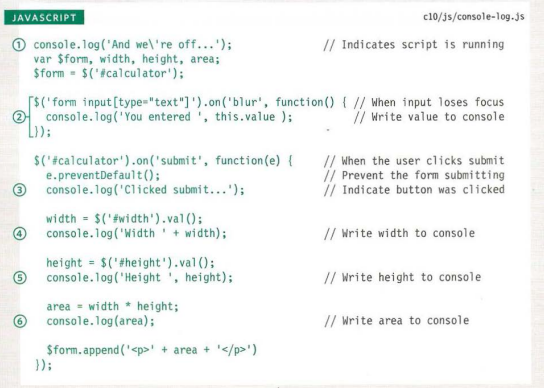 JAVASCRIPT c10/js/console-log.js
① console.log('And we\'re off...'); // Indicates script is running
var $form, width, height, area;
$form = $('#calculator');
$('form input[type="text"]').on('blur', function() { // When input loses focus
② console.log('You entered ', this.value ); // Write value to console
});
$('#calculator').on('submit', function(e) { // When the user clicks submit
e.preventDefault(); // Prevent the form submitting
③ console.log('Clicked submit...'); // Indicate button was clicked
width = $('#width').val();
④ console.log('Width ' + width); // Write width to console
height = $('#height').val();
⑤ console.log('Height ', height); // Write height to console
area = width * height;
⑥ console.log(area); // Write area to console
$form.append('<p>' + area + '</p>')
});